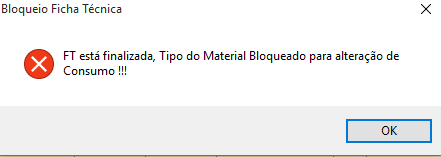 Bloqueio Ficha Técnica
FT está finalizada, Tipo do Material Bloqueado para alteração de
Consumo !!!
OK